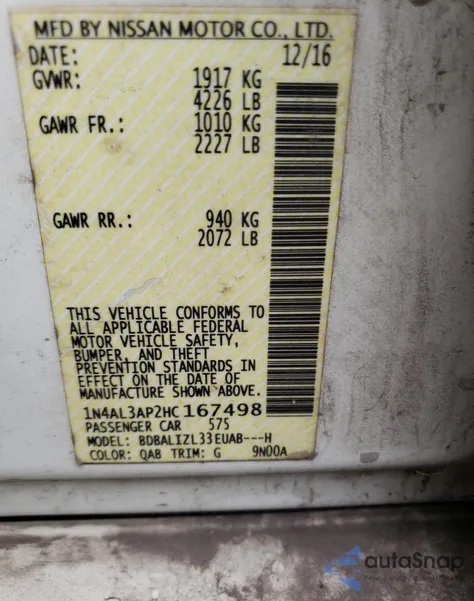 MFD BY NISSAN MOTOR CO., LTD.
DATE: 12/16
GVWR: 1917 KG
4226 LB
GAWR FR.: 1010 KG
2227 LB
GAWR RR.: 940 KG
2072 LB
THIS VEHICLE CONFORMS TO
ALL APPLICABLE FEDERAL
MOTOR VEHICLE SAFETY,
BUMPER, AND THEFT
PREVENTION STANDARDS IN
EFFECT ON THE DATE OF
MANUFACTURE SHOWN ABOVE.
1N4AL3AP2HC167498
PASSENGER CAR 575
MODEL: BDBALIZL33EUAB---H
COLOR: QAB TRIM: G 9N00A
autaSnap